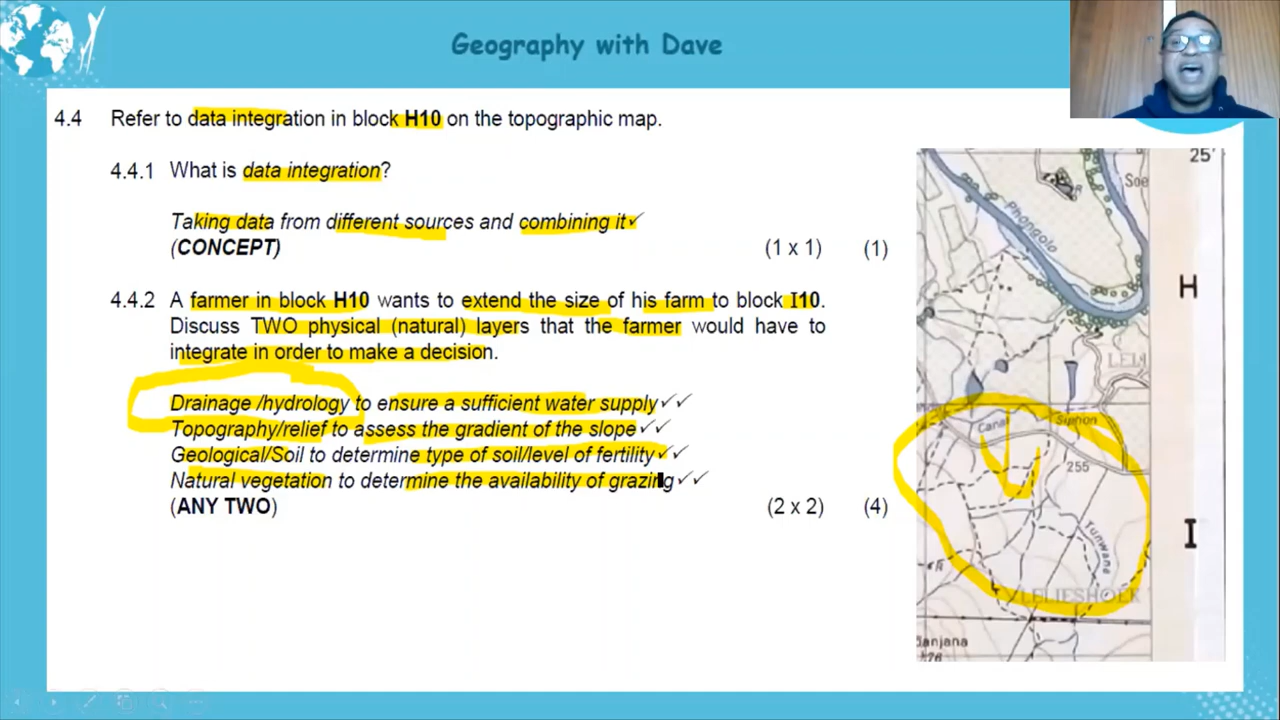 Geography with Dave
4.4 Refer to data integration in block H10 on the topographic map.
4.4.1 What is data integration?
Taking data from different sources and combining it✓
(CONCEPT) (1 x 1) (1)
4.4.2 A farmer in block H10 wants to extend the size of his farm to block I10.
Discuss TWO physical (natural) layers that the farmer would have to
integrate in order to make a decision.
Drainage /hydrology to ensure a sufficient water supply✓✓
Topography/relief to assess the gradient of the slope✓✓
Geological/Soil to determine type of soil/level of fertility✓✓
Natural vegetation to determine the availability of grazing✓✓
(ANY TWO) (2 x 2) (4)
25'
Soe
Phongolo
H
LELI
Canal
Siphon
255
I
Tunwane
LELIESHOEK
anjana